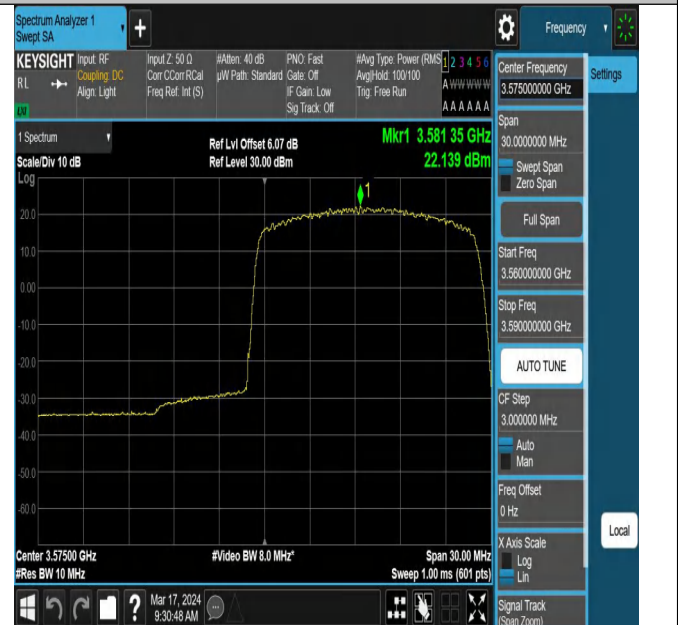 Spectrum Analyzer 1
Swept SA
+
Frequency
KEYSIGHT
RL
Input: RF
Coupling: DC
Align: Light
Input Z: 50 Ω
Corr CCorr RCal
Freq Ref: Int (S)
#Atten: 40 dB
µW Path: Standard
PNO: Fast
Gate: Off
IF Gain: Low
Sig Track: Off
#Avg Type: Power (RMS
Avg|Hold: 100/100
Trig: Free Run
1 2 3 4 5 6
A W W W W W
A A A A A A
1 Spectrum
Scale/Div 10 dB
Log
Ref Lvl Offset 6.07 dB
Ref Level 30.00 dBm
Mkr1 3.581 35 GHz
22.139 dBm
1
20.0
10.0
0.00
-10.0
-20.0
-30.0
-40.0
-50.0
-60.0
Center 3.57500 GHz
#Res BW 10 MHz
#Video BW 8.0 MHz*
Span 30.00 MHz
Sweep 1.00 ms (601 pts)
Mar 17, 2024
9:30:48 AM
Center Frequency
3.575000000 GHz
Settings
Span
30.0000000 MHz
Swept Span
Zero Span
Full Span
Start Freq
3.560000000 GHz
Stop Freq
3.590000000 GHz
AUTO TUNE
CF Step
3.000000 MHz
Auto
Man
Freq Offset
0 Hz
X Axis Scale
Log
Lin
Local
Signal Track
(Span Zoom)